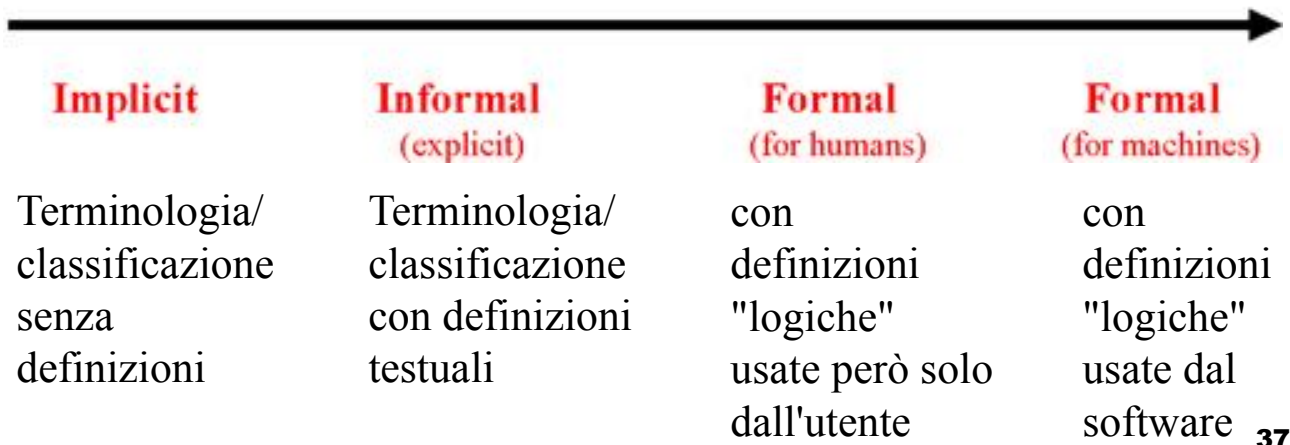 Implicit
Terminologia/
classificazione
senza
definizioni
Informal
(explicit)
Terminologia/
classificazione
con definizioni
testuali
Formal
(for humans)
con
definizioni
"logiche"
usate però solo
dall'utente
Formal
(for machines)
con
definizioni
"logiche"
usate dal
software
37